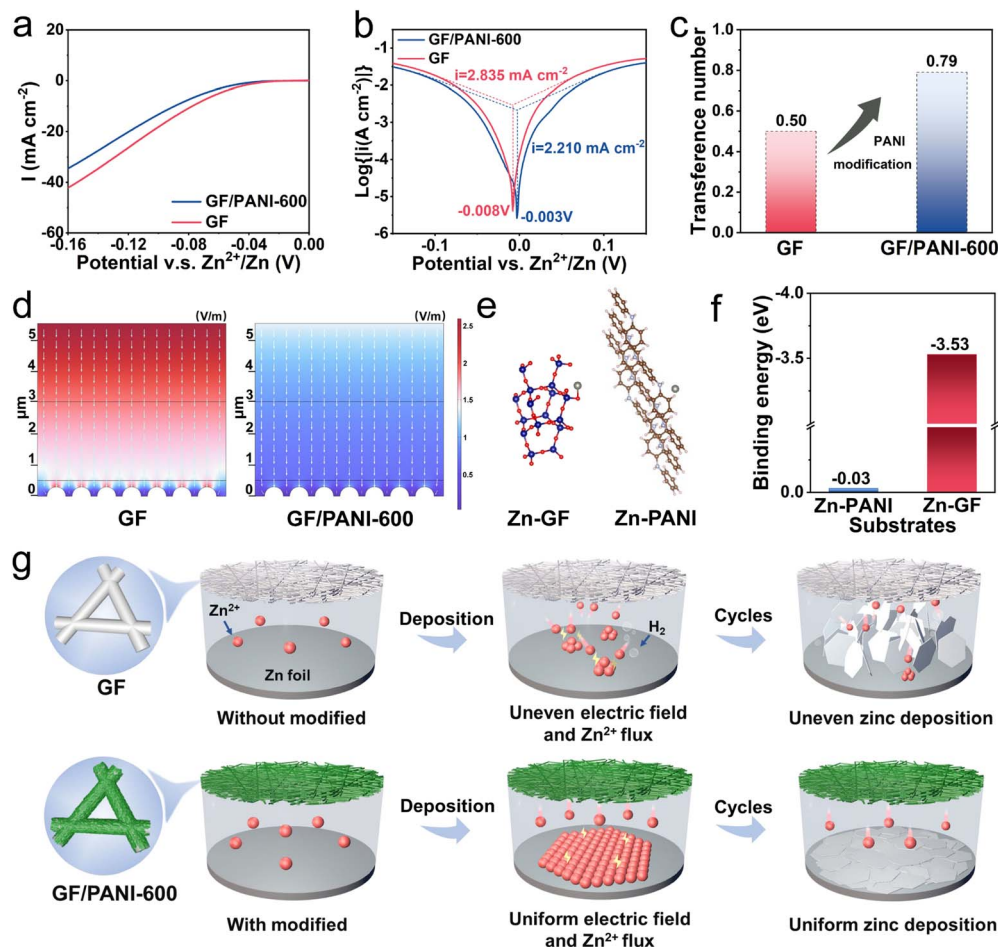 a
20
0
-20
-40
-60
I (mA cm⁻²)
GF/PANI-600
GF
-0.16
-0.12
-0.08
-0.04
0.00
Potential v.s. Zn²⁺/Zn (V)
b
-1
-2
-3
-4
-5
-6
Log{|i(A cm⁻²)|}
GF/PANI-600
GF
i=2.835 mA cm⁻²
i=2.210 mA cm⁻²
-0.008V
-0.003V
-0.1
0.0
0.1
Potential vs. Zn²⁺/Zn (V)
c
1.0
0.8
0.6
0.4
0.2
0.0
Transference number
0.50
0.79
PANI
modification
GF
GF/PANI-600
d
(V/m)
(V/m)
5
4
3
2
1
0
μm
5
4
3
2
1
0
2.5
2
1.5
1
0.5
GF
GF/PANI-600
e
Zn-GF
Zn-PANI
f
-4.0
-3.5
0.0
Binding energy (eV)
-0.03
-3.53
Zn-PANI
Zn-GF
Substrates
g
GF
Zn²⁺
Zn foil
Without modified
Deposition
H₂
Uneven electric field
and Zn²⁺ flux
Cycles
Uneven zinc deposition
GF/PANI-600
With modified
Deposition
Uniform electric field
and Zn²⁺ flux
Cycles
Uniform zinc deposition